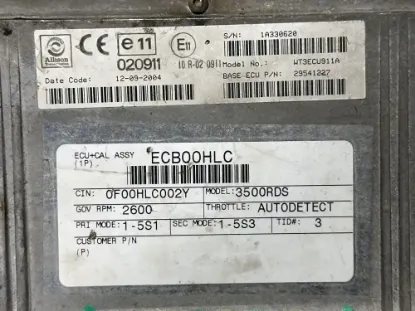 Allison
CE e11 E11 S/N: 1A330620
020911 10 R-02 0911 Model No.: WT3ECU911A
Date Code: 12-09-2004 BASE ECU P/N: 29541227
ECU+CAL ASSY ECB00HLC
(1P)
CIN: 0F00HLC002Y MODEL: 3500RDS
GOV RPM: 2600 THROTTLE: AUTODETECT
PRI MODE: 1-5S1 SEC MODE: 1-5S3 TID#: 3
CUSTOMER P/N
(P)